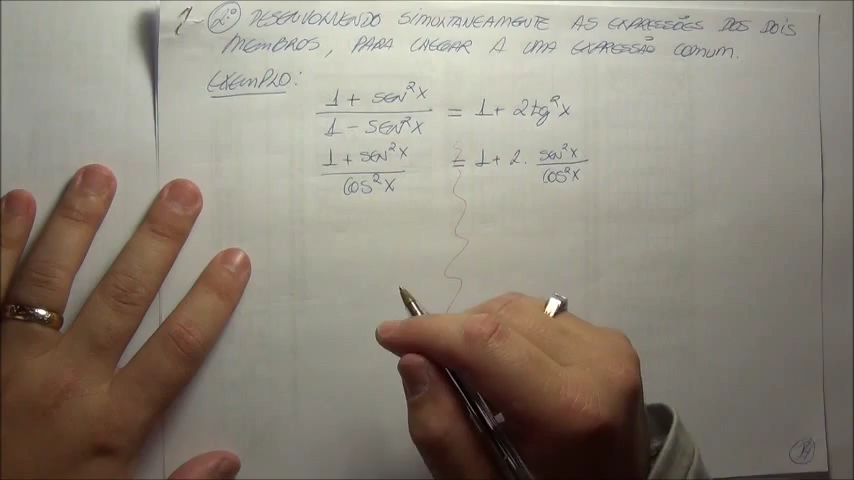 2º DESENVOLVENDO SIMULTANEAMENTE AS EXPRESSÕES DOS DOIS
MEMBROS, PARA CHEGAR A UMA EXPRESSÃO COMUM.
EXEMPLO:
1 + SEN²X / 1 - SEN²X = 1 + 2tg²X
1 + SEN²X / COS²X = 1 + 2 . SEN²X / COS²X